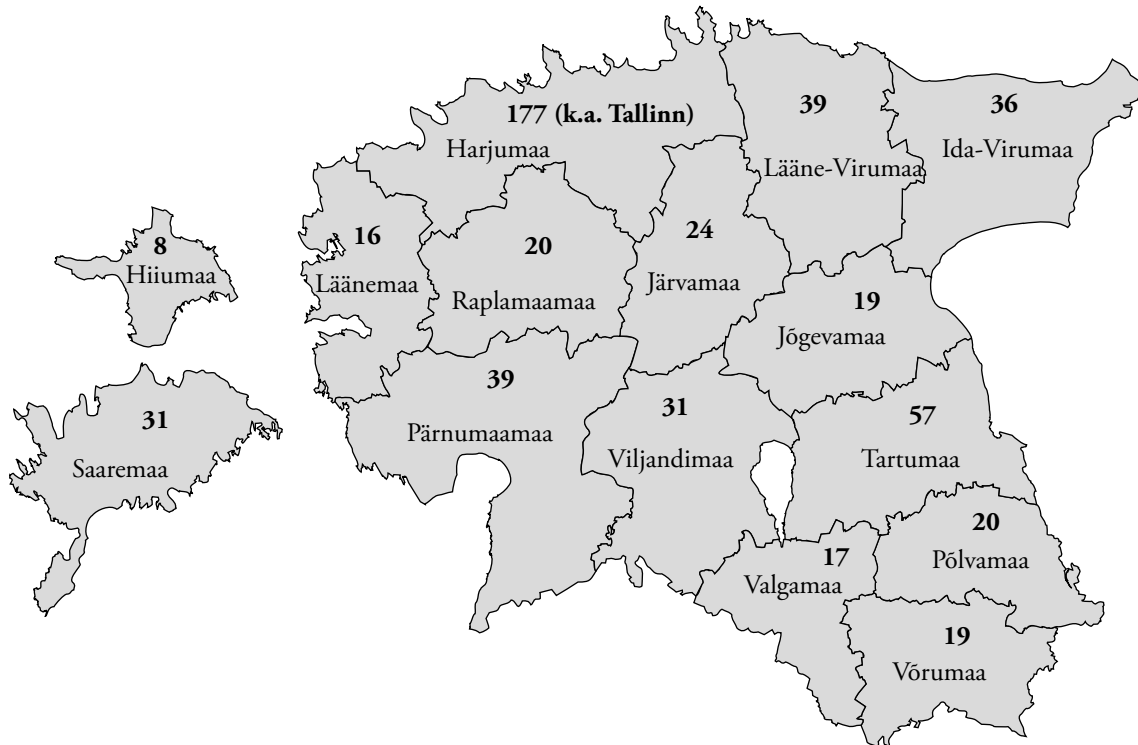 177 (k.a. Tallinn)
Harjumaa
39
Lääne-Virumaa
36
Ida-Virumaa
8
Hiiumaa
16
Läänemaa
20
Raplamaamaa
24
Järvamaa
19
Jógevamaa
31
Saaremaa
39
Pärnumaamaa
31
Viljandimaa
57
Tartumaa
17
Valgamaa
20
Põlvamaa
19
Võrumaa